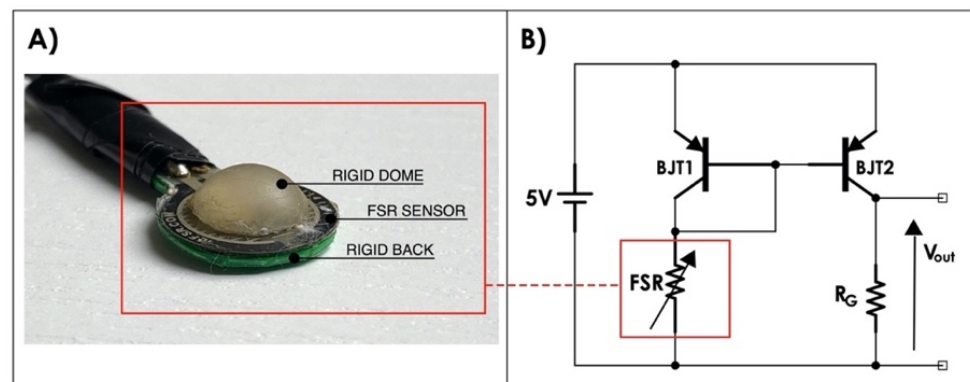 A)
RIGID DOME
FSR SENSOR
RIGID BACK
B)
BJT1
BJT2
5V
FSR
RG
Vout